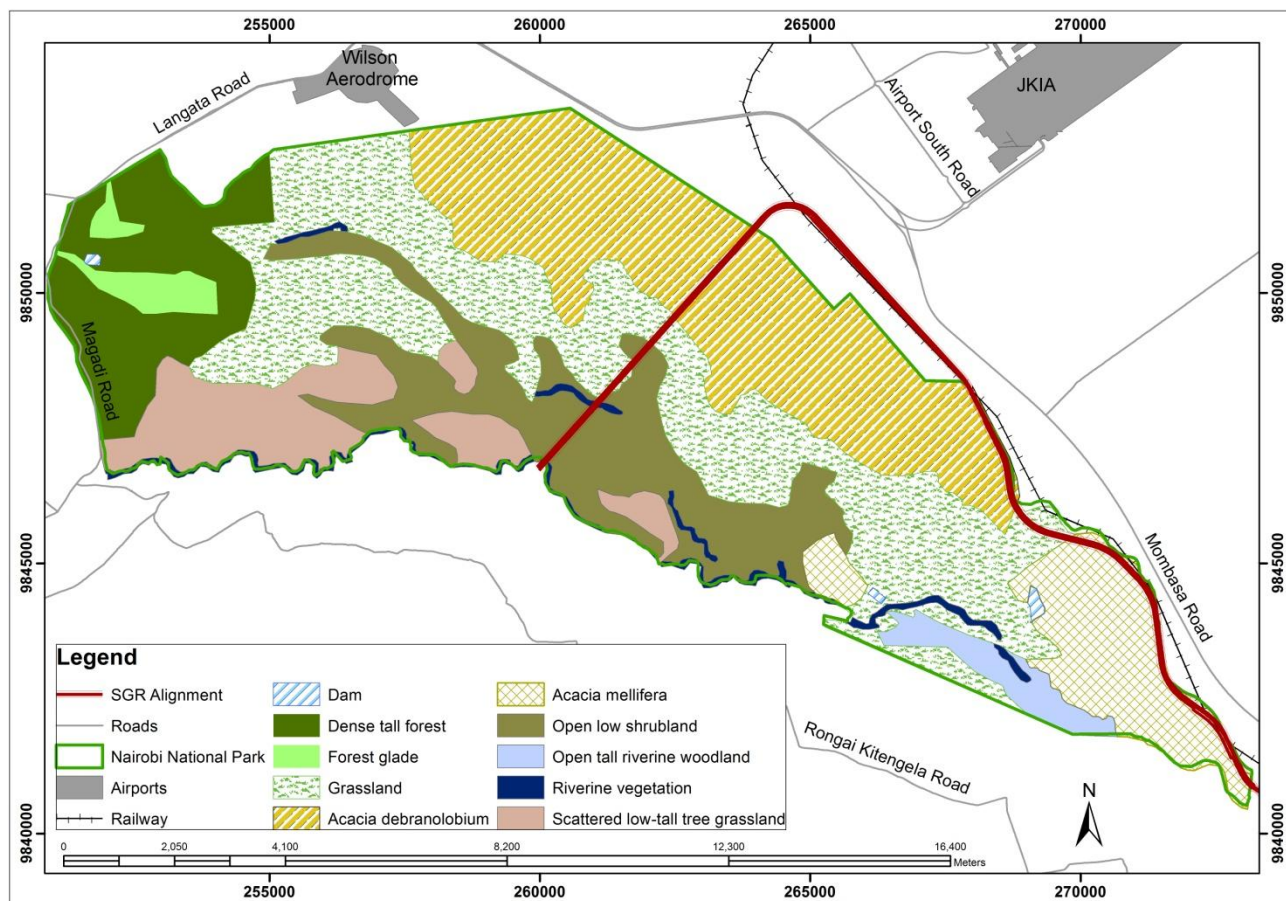 255000
260000
265000
270000
Wilson
Aerodrome
JKIA
Langata Road
Airport South Road
9850000
9850000
Magadi Road
9845000
9845000
Mombasa Road
Legend
SGR Alignment
Roads
Nairobi National Park
Airports
Railway
Dam
Dense tall forest
Forest glade
Grassland
Acacia debranolobium
Acacia mellifera
Open low shrubland
Open tall riverine woodland
Riverine vegetation
Scattered low-tall tree grassland
Rongai Kitengela Road
N
9840000
9840000
0
2,050
4,100
8,200
12,300
16,400
Meters
255000
260000
265000
270000